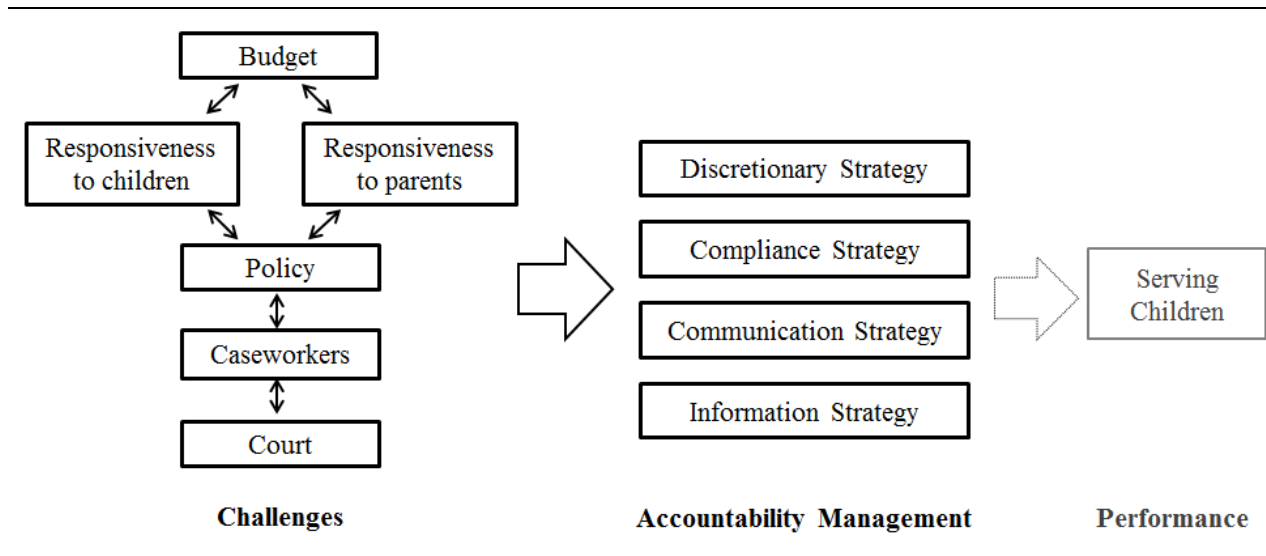 Budget
Responsiveness
to children
Responsiveness
to parents
Policy
Caseworkers
Court
Challenges
Discretionary Strategy
Compliance Strategy
Communication Strategy
Information Strategy
Accountability Management
Serving
Children
Performance